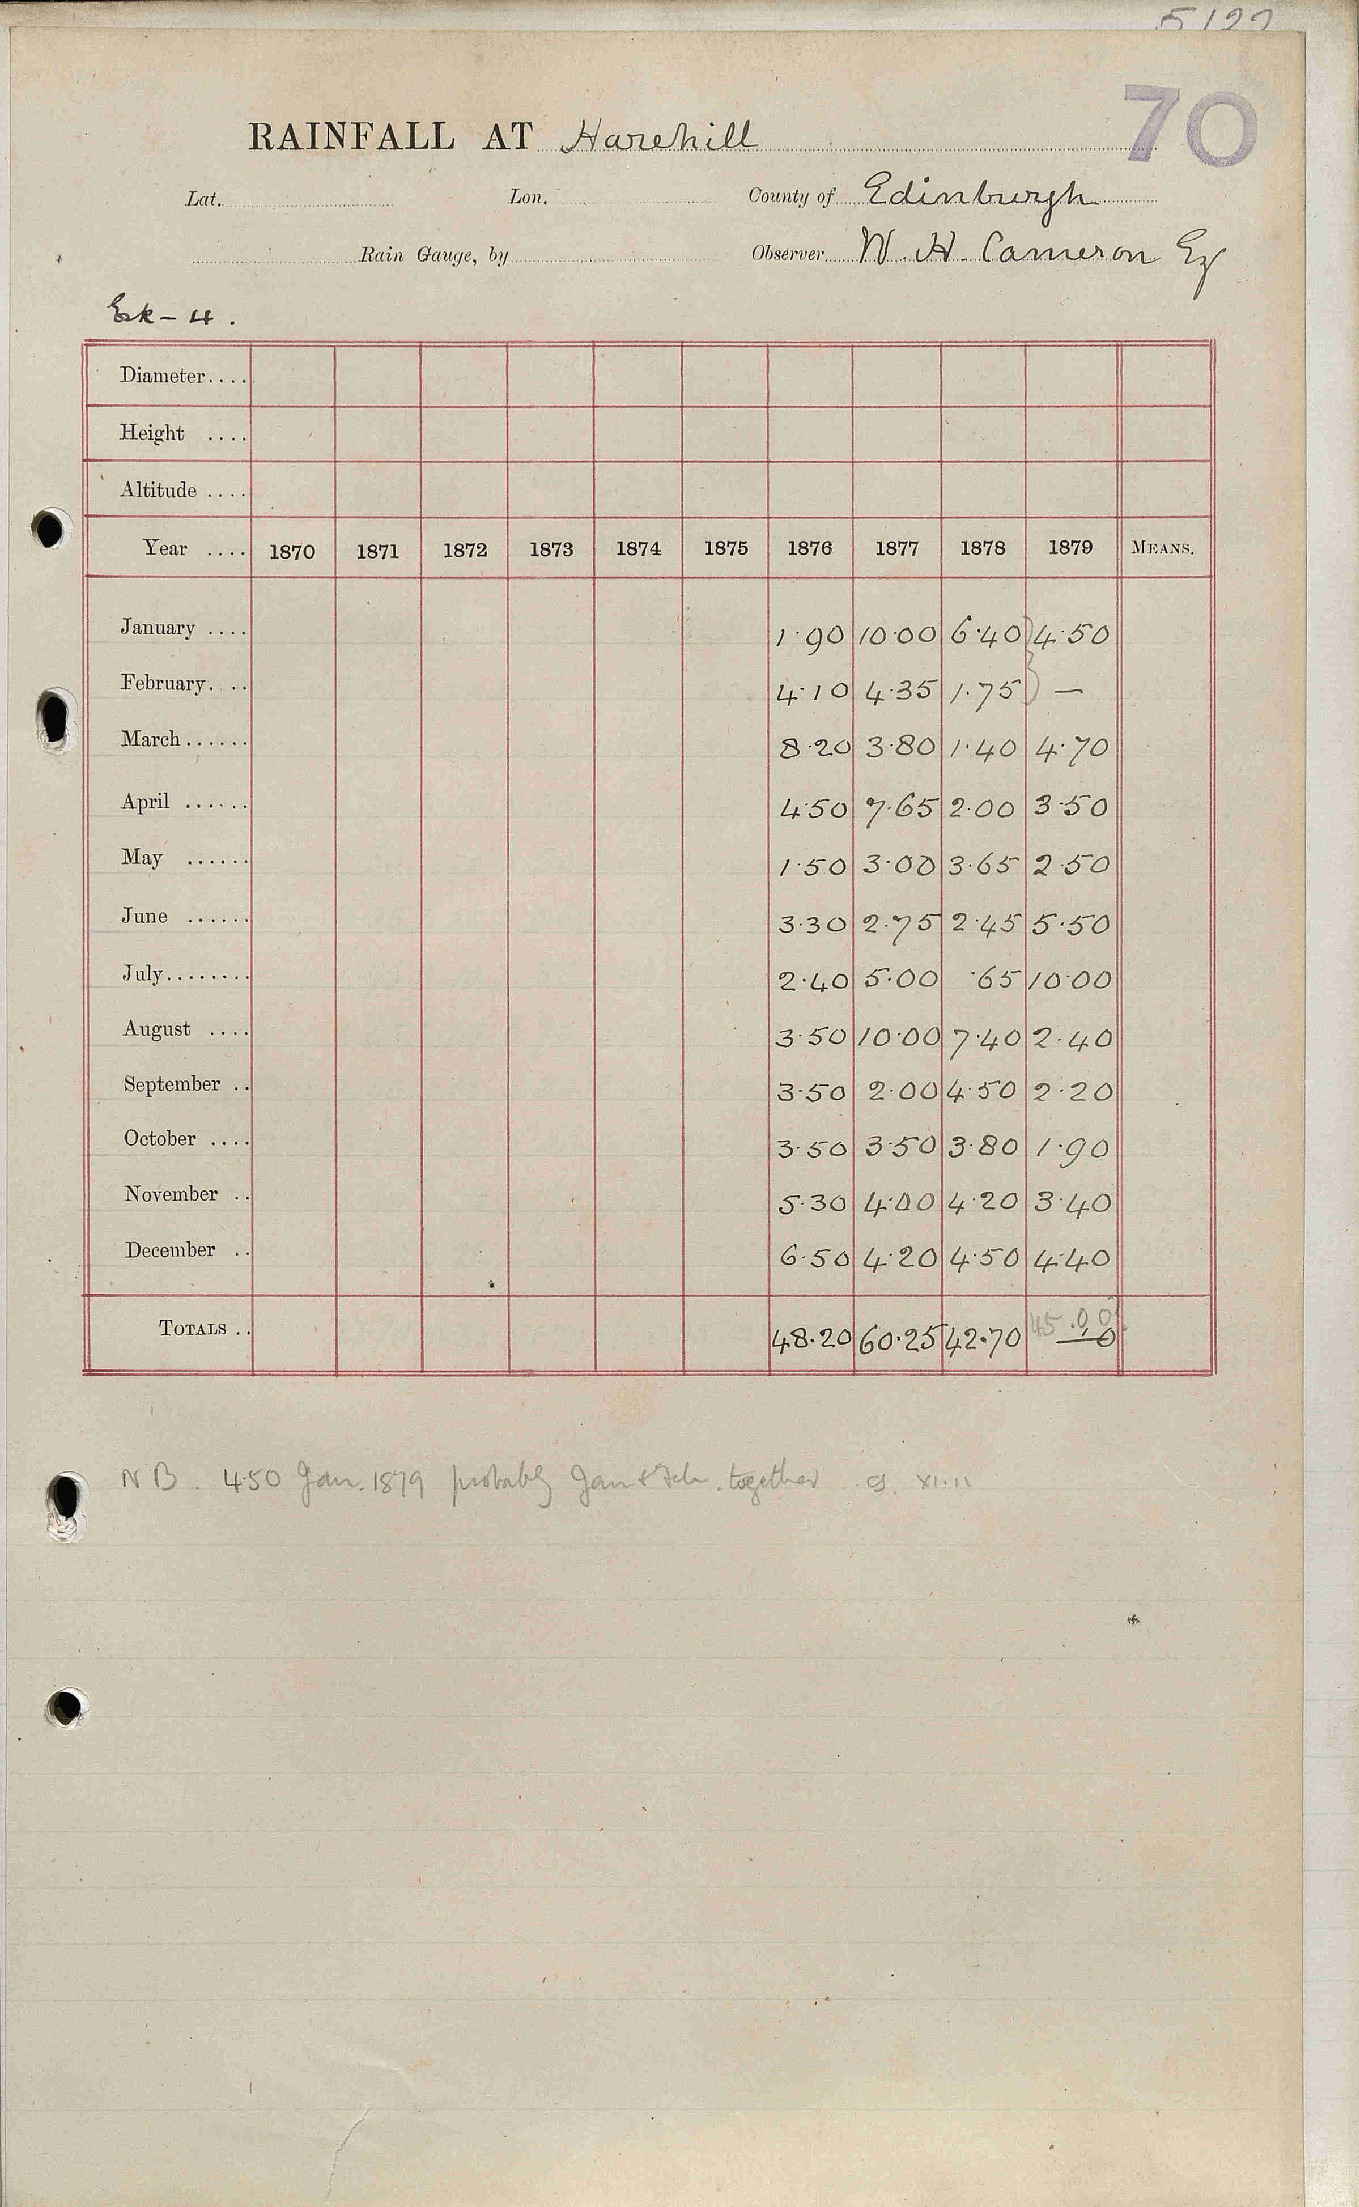 70
RAINFALL AT Harehill
Lat. Lon. County of Edinburgh
Rain Gauge, by Observer W. H. Cameron Esq
Esk - 4.
Diameter....
Height ....
Altitude ....
Year .... 1870 1871 1872 1873 1874 1875 1876 1877 1878 1879 MEANS.
January .... 1·90 10·00 6·40 4·50
February. .. 4·10 4·35 1·75 —
March...... 8·20 3·80 1·40 4·70
April ...... 4·50 7·65 2·00 3·50
May ...... 1·50 3·00 3·65 2·50
June ...... 3·30 2·75 2·45 5·50
July........ 2·40 5·00 ·65 10·00
August .... 3·50 10·00 7·40 2·40
September .. 3·50 2·00 4·50 2·20
October .... 3·50 3·50 3·80 1·90
November .. 5·30 4·00 4·20 3·40
December .. 6·50 4·20 4·50 4·40
TOTALS .. 48·20 60·25 42·70 45·00
NB. 4·50 Jan. 1879 probably Jan & Feb. together XI.11